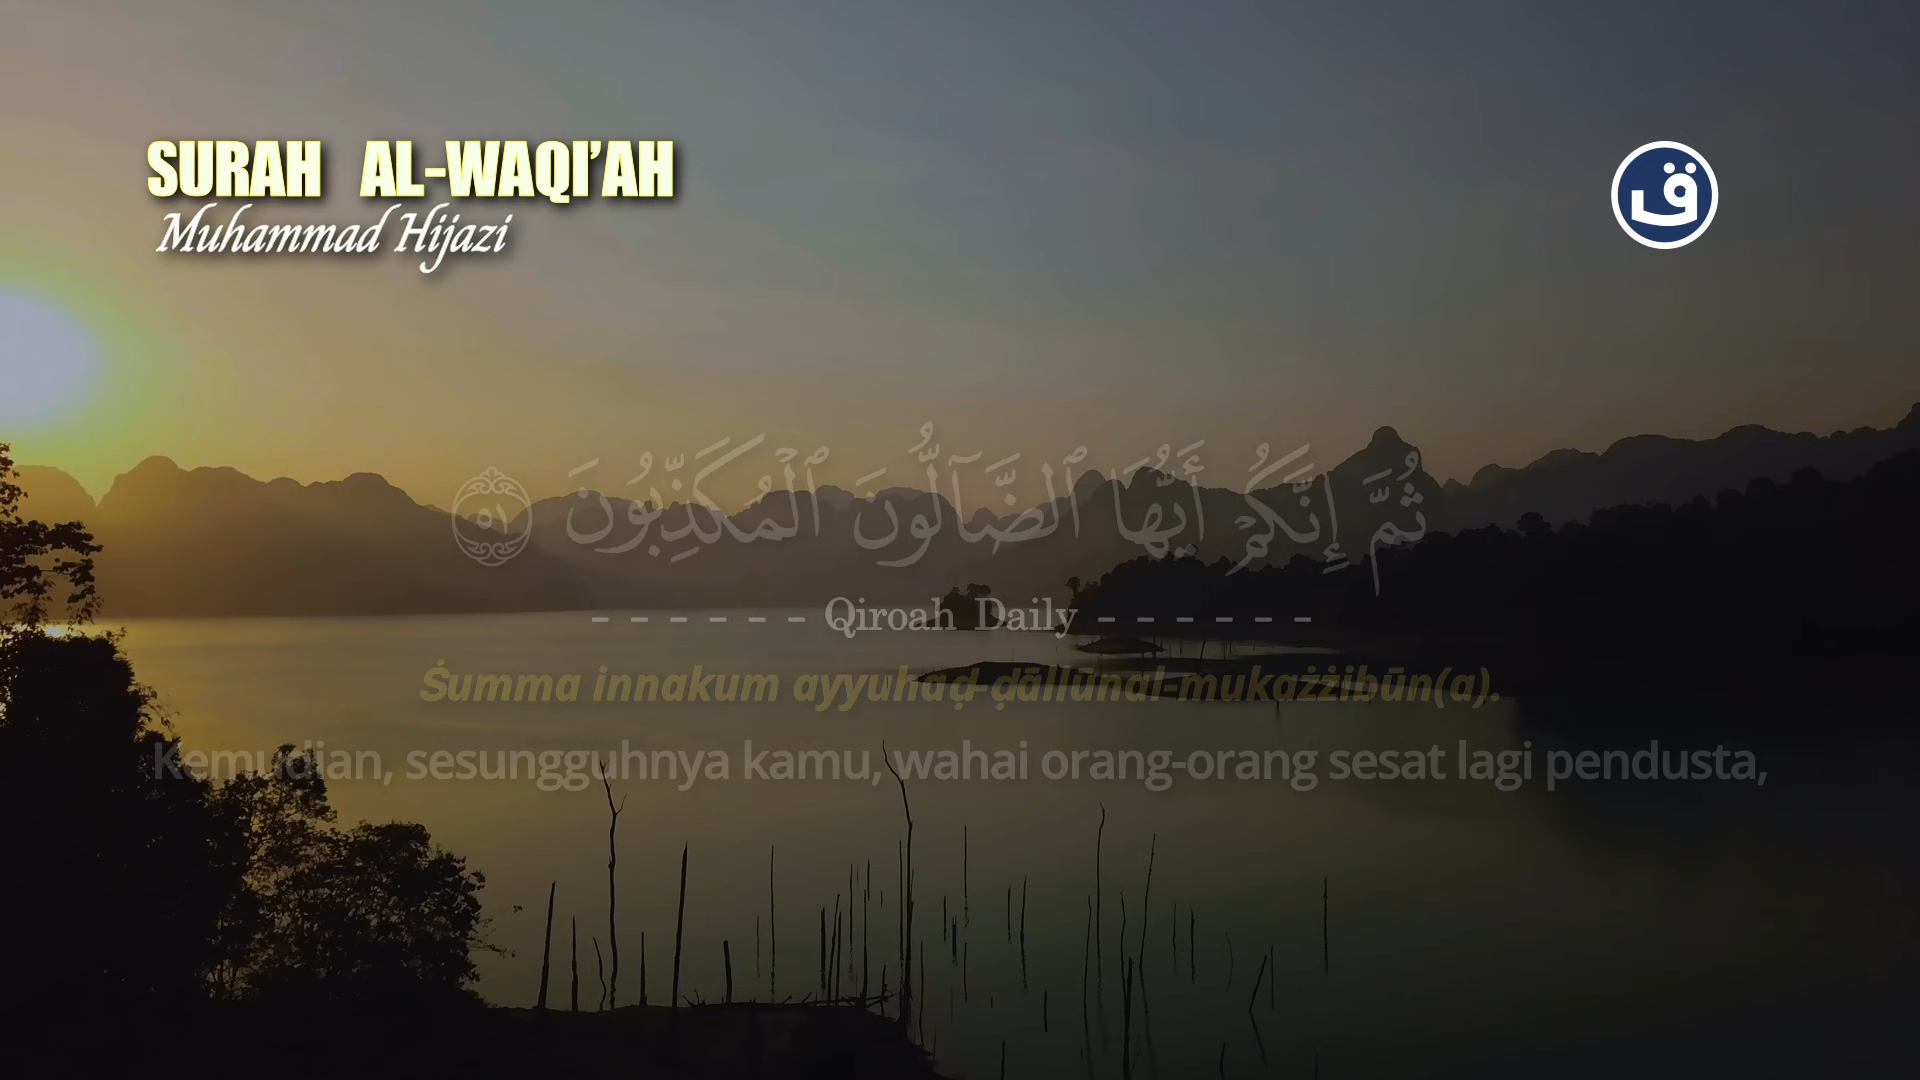 SURAH AL-WAQI’AH
Muhammad Hijazi
ق
ثُمَّ إِنَّكُمۡ أَيُّهَا ٱلضَّآلُّونَ ٱلۡمُكَذِّبُونَ ٥١
- - - - - - Qiroah Daily - - - - - -
Ṡumma innakum ayyuhaḍ-ḍāllūnal-mukażżibūn(a).
Kemudian, sesungguhnya kamu, wahai orang-orang sesat lagi pendusta,